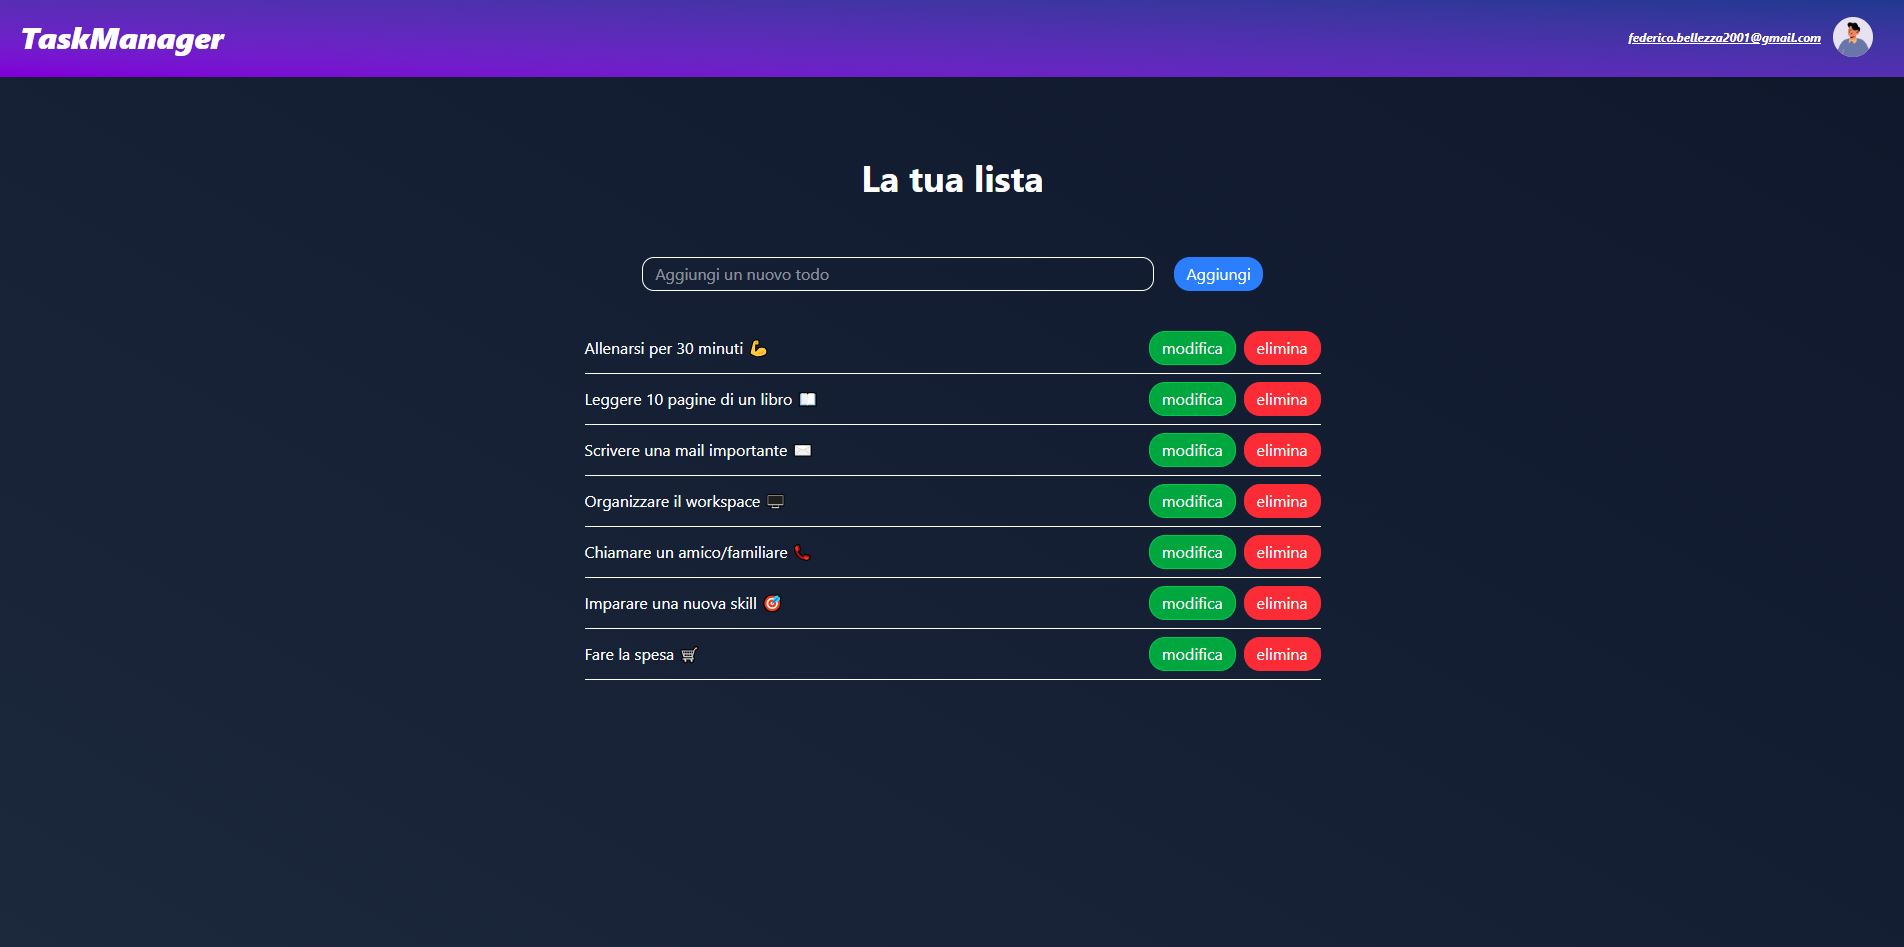 TaskManager
federico.bellezza2001@gmail.com
La tua lista
Aggiungi un nuovo todo
Aggiungi
Allenarsi per 30 minuti 💪
modifica
elimina
Leggere 10 pagine di un libro 📖
modifica
elimina
Scrivere una mail importante ✉️
modifica
elimina
Organizzare il workspace 🖥️
modifica
elimina
Chiamare un amico/familiare 📞
modifica
elimina
Imparare una nuova skill 🎯
modifica
elimina
Fare la spesa 🛒
modifica
elimina